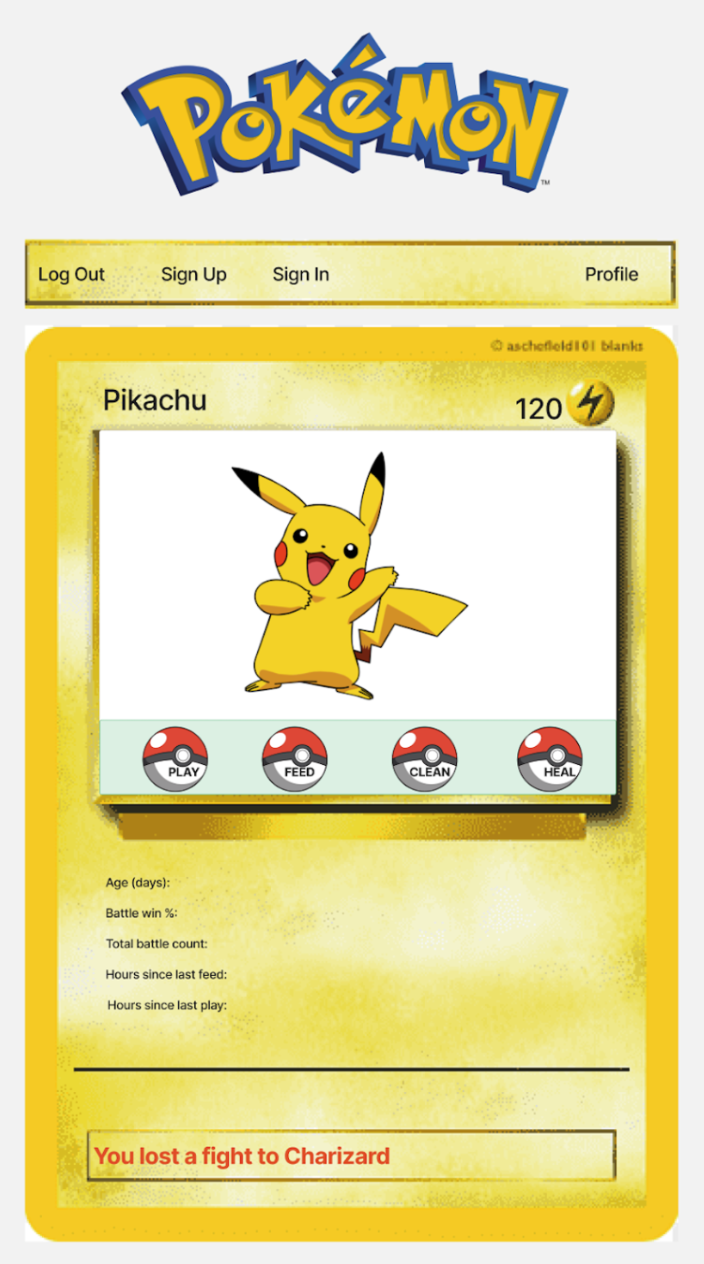 Pokémon
TM
Log Out Sign Up Sign In Profile
© aschefield101 blanks
Pikachu 120
PLAY FEED CLEAN HEAL
Age (days):
Battle win %:
Total battle count:
Hours since last feed:
Hours since last play:
You lost a fight to Charizard